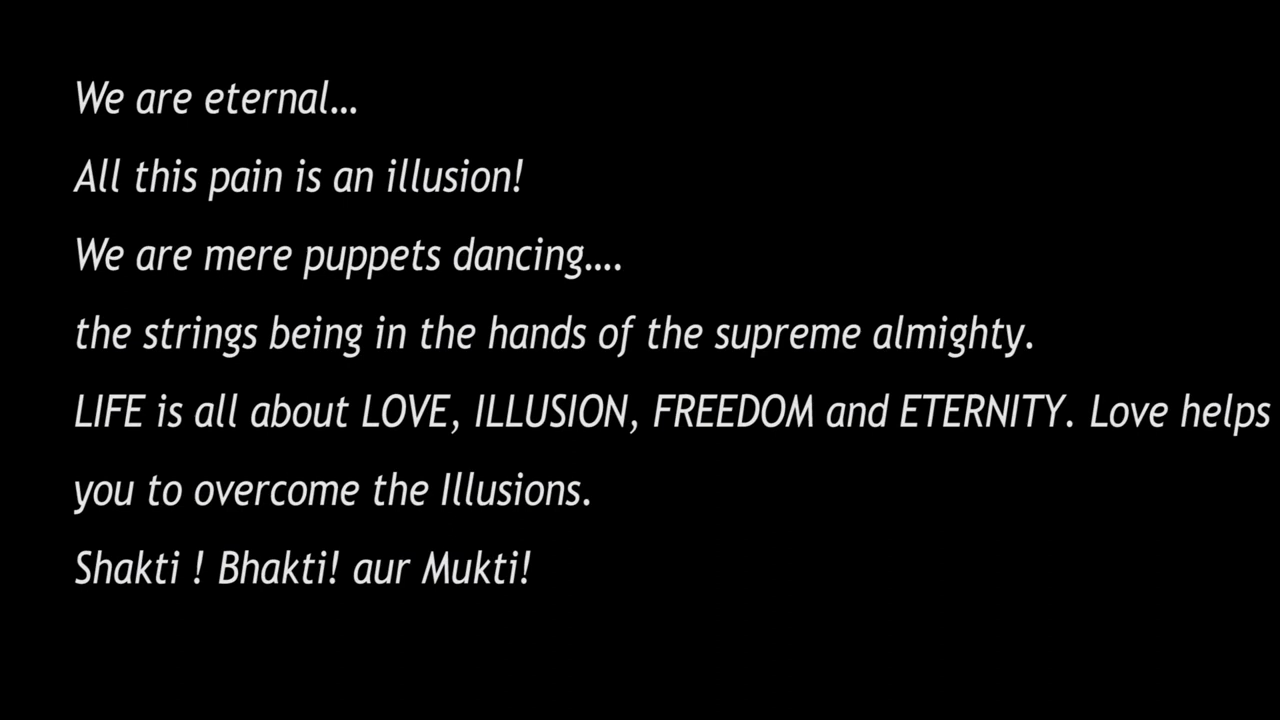 We are eternal...
All this pain is an illusion!
We are mere puppets dancing....
the strings being in the hands of the supreme almighty.
LIFE is all about LOVE, ILLUSION, FREEDOM and ETERNITY. Love helps
you to overcome the Illusions.
Shakti ! Bhakti! aur Mukti!